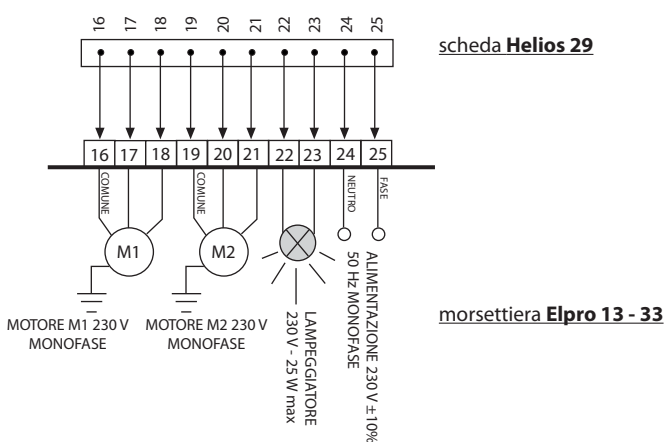 16 17 18 19 20 21 22 23 24 25
scheda Helios 29
16 17 18 19 20 21 22 23 24 25
COMUNE
COMUNE
NEUTRO
FASE
M1
M2
MOTORE M1 230 V
MONOFASE
MOTORE M2 230 V
MONOFASE
LAMPEGGIATORE
230 V - 25 W max
ALIMENTAZIONE 230 V ±10%
50 Hz MONOFASE
morsettiera Elpro 13 - 33